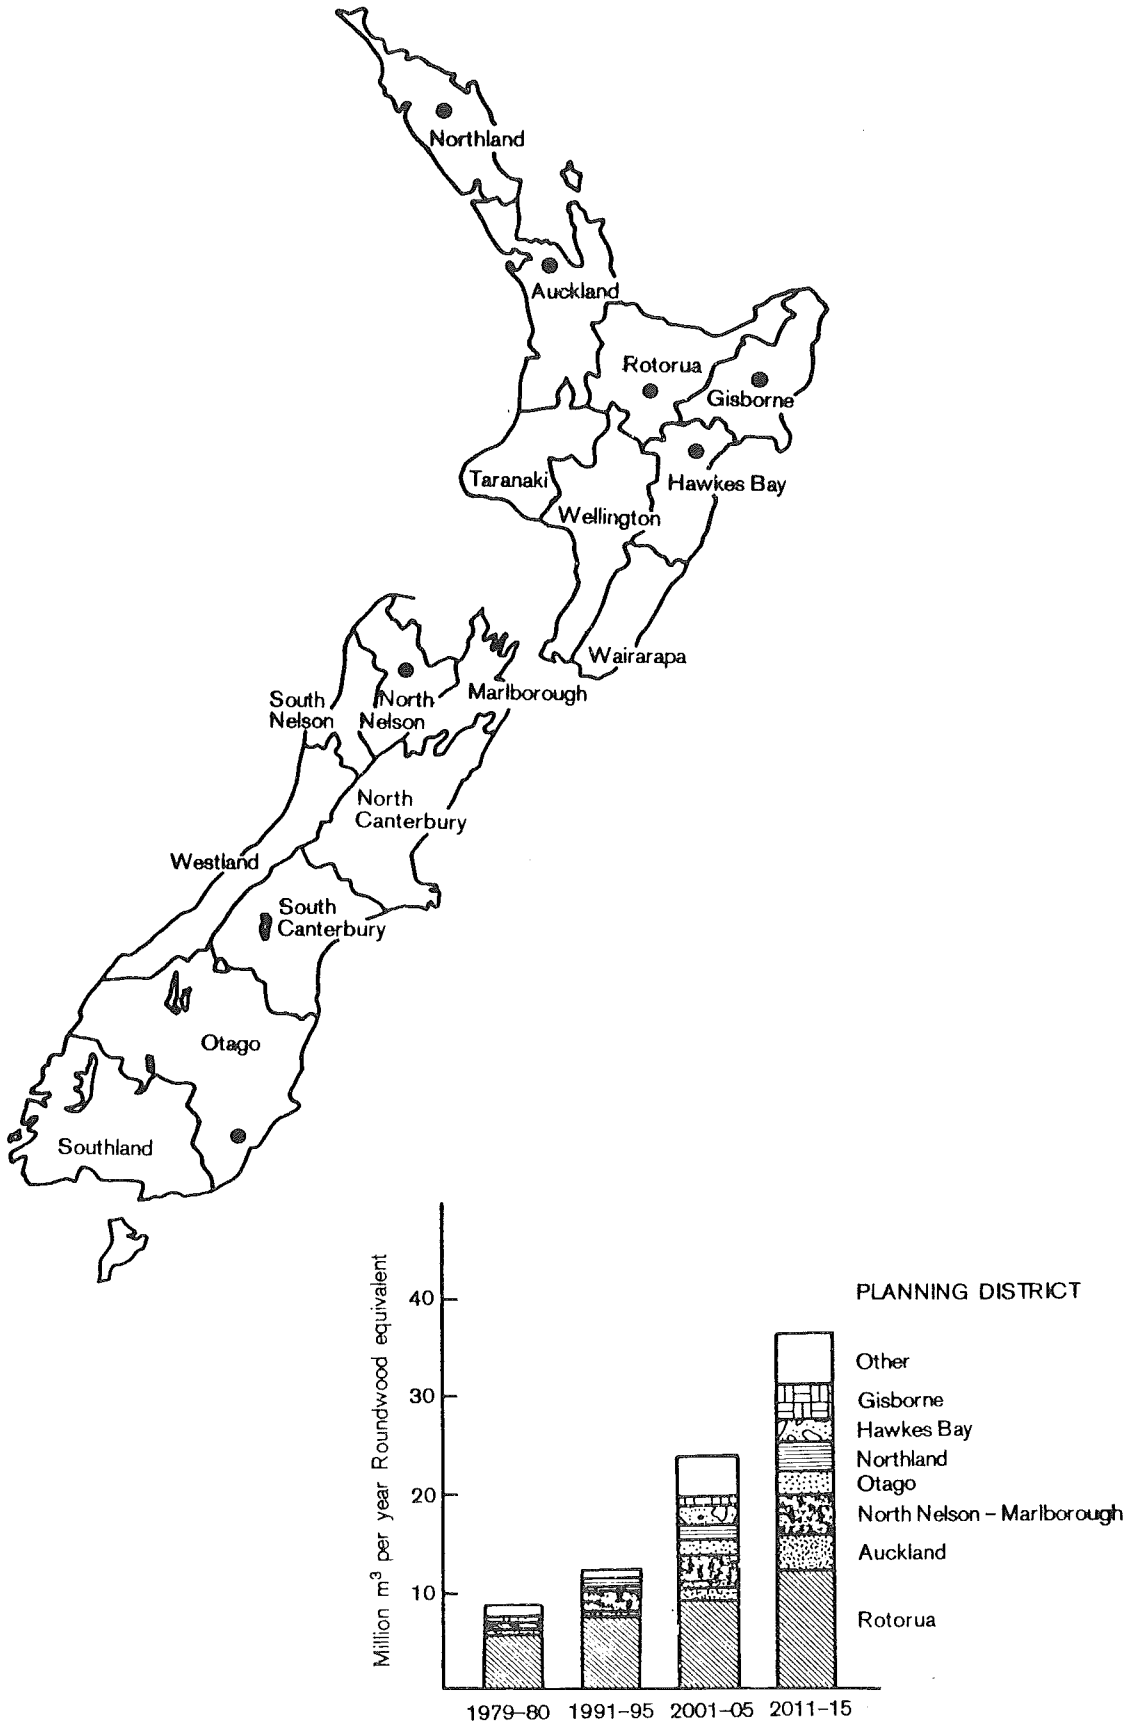 Northland
Auckland
Rotorua
Gisborne
Taranaki
Hawkes Bay
Wellington
Wairarapa
South
Nelson
North
Nelson
Marlborough
North
Canterbury
Westland
South
Canterbury
Otago
Southland
Million m³ per year Roundwood equivalent
40
30
20
10
1979–80
1991–95
2001–05
2011–15
PLANNING DISTRICT
Other
Gisborne
Hawkes Bay
Northland
Otago
North Nelson – Marlborough
Auckland
Rotorua